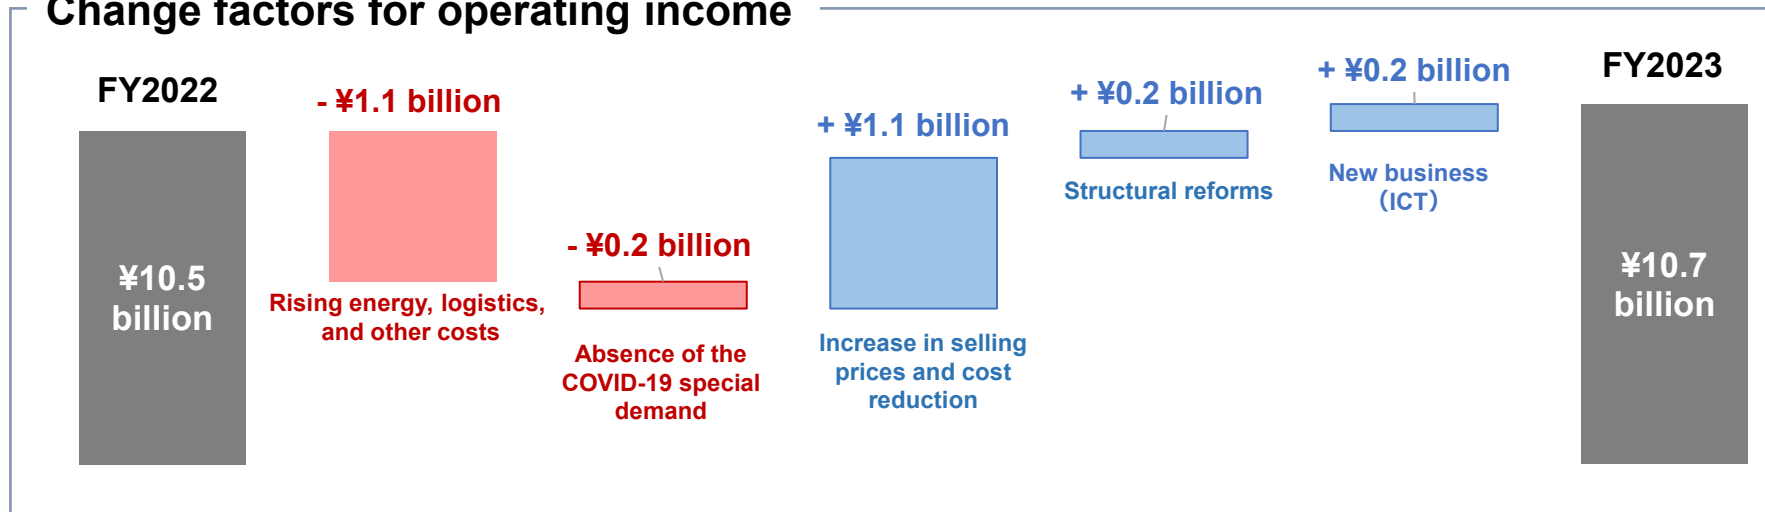 Change factors for operating income
FY2022
¥10.5
billion
- ¥1.1 billion
Rising energy, logistics,
and other costs
- ¥0.2 billion
Absence of the
COVID-19 special
demand
+ ¥1.1 billion
Increase in selling
prices and cost
reduction
+ ¥0.2 billion
Structural reforms
+ ¥0.2 billion
New business
（ICT）
FY2023
¥10.7
billion